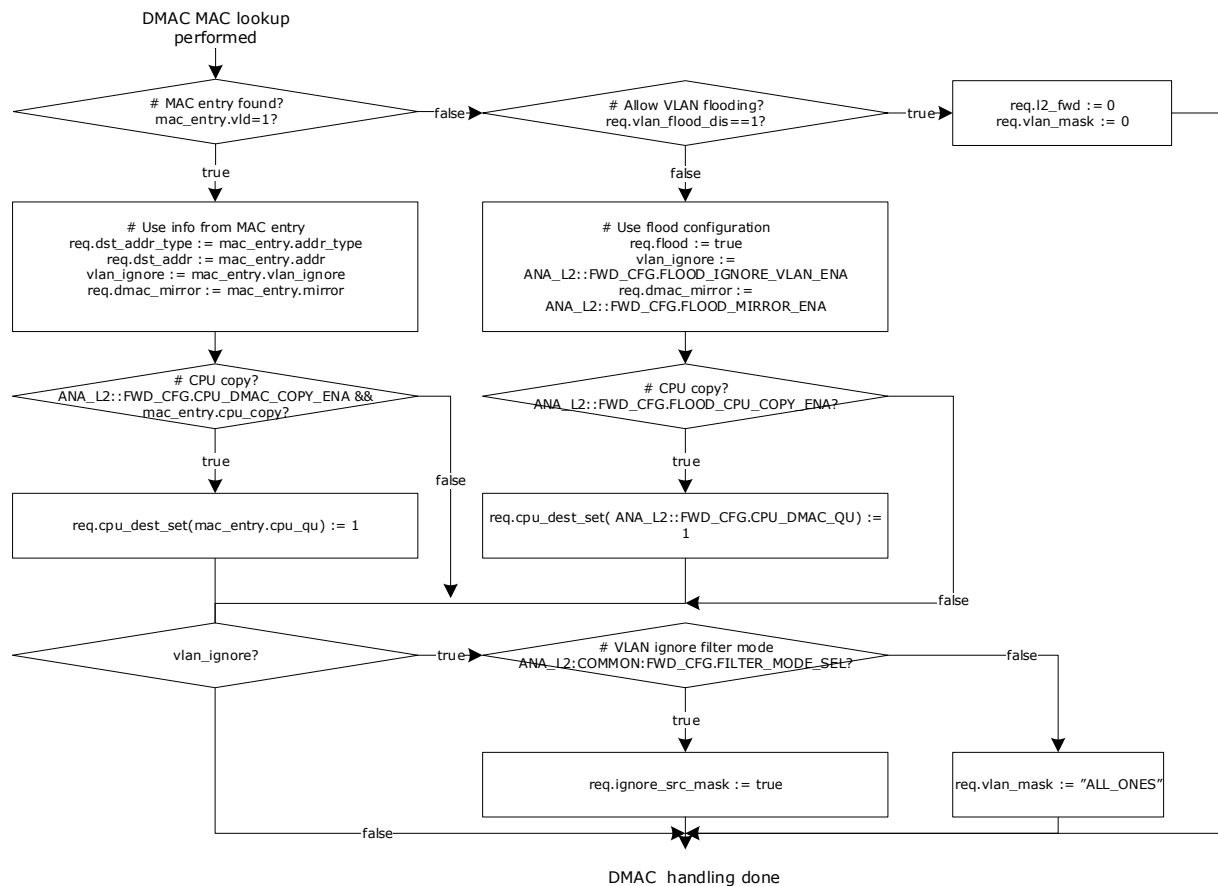 DMAC MAC lookup
performed
# MAC entry found?
mac_entry.vld=1?
false
# Allow VLAN flooding?
req.vlan_flood_dis==1?
true
req.l2_fwd := 0
req.vlan_mask := 0
true
false
# Use info from MAC entry
req.dst_addr_type := mac_entry.addr_type
req.dst_addr := mac_entry.addr
vlan_ignore := mac_entry.vlan_ignore
req.dmac_mirror := mac_entry.mirror
# Use flood configuration
req.flood := true
vlan_ignore :=
ANA_L2::FWD_CFG.FLOOD_IGNORE_VLAN_ENA
req.dmac_mirror :=
ANA_L2::FWD_CFG.FLOOD_MIRROR_ENA
# CPU copy?
ANA_L2::FWD_CFG.CPU_DMAC_COPY_ENA &&
mac_entry.cpu_copy?
# CPU copy?
ANA_L2::FWD_CFG.FLOOD_CPU_COPY_ENA?
true
false
true
req.cpu_dest_set(mac_entry.cpu_qu) := 1
req.cpu_dest_set( ANA_L2::FWD_CFG.CPU_DMAC_QU) :=
1
false
vlan_ignore?
true
# VLAN ignore filter mode
ANA_L2:COMMON:FWD_CFG.FILTER_MODE_SEL?
false
true
req.ignore_src_mask := true
req.vlan_mask := ”ALL_ONES”
false
DMAC handling done